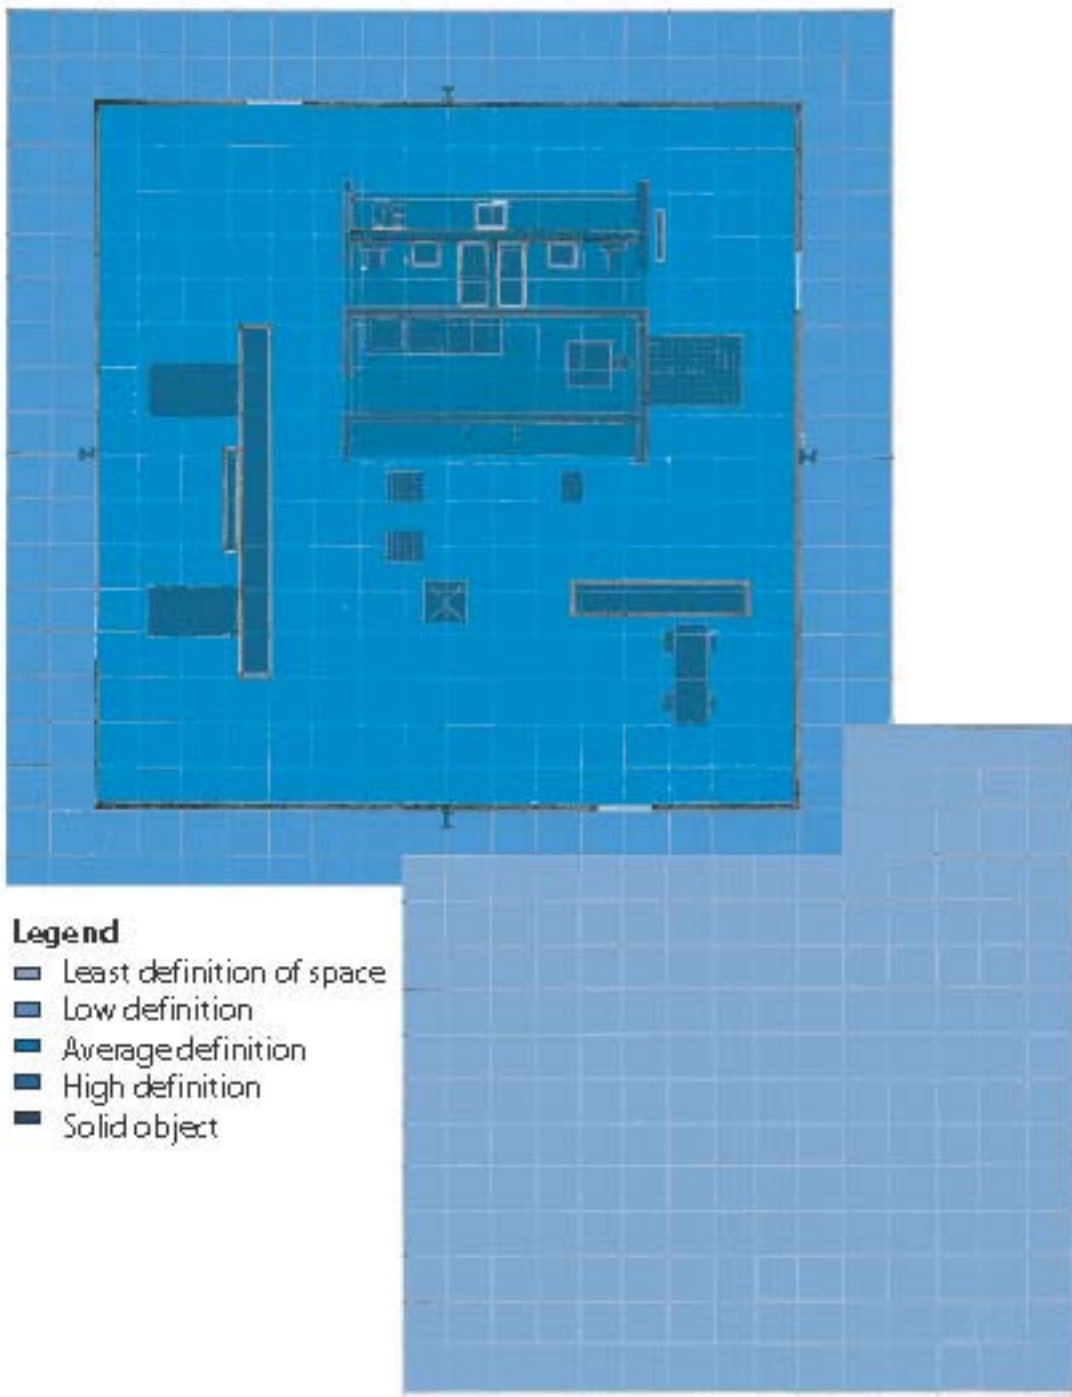 Legend
Least definition of space
Low definition
Average definition
High definition
Solid object